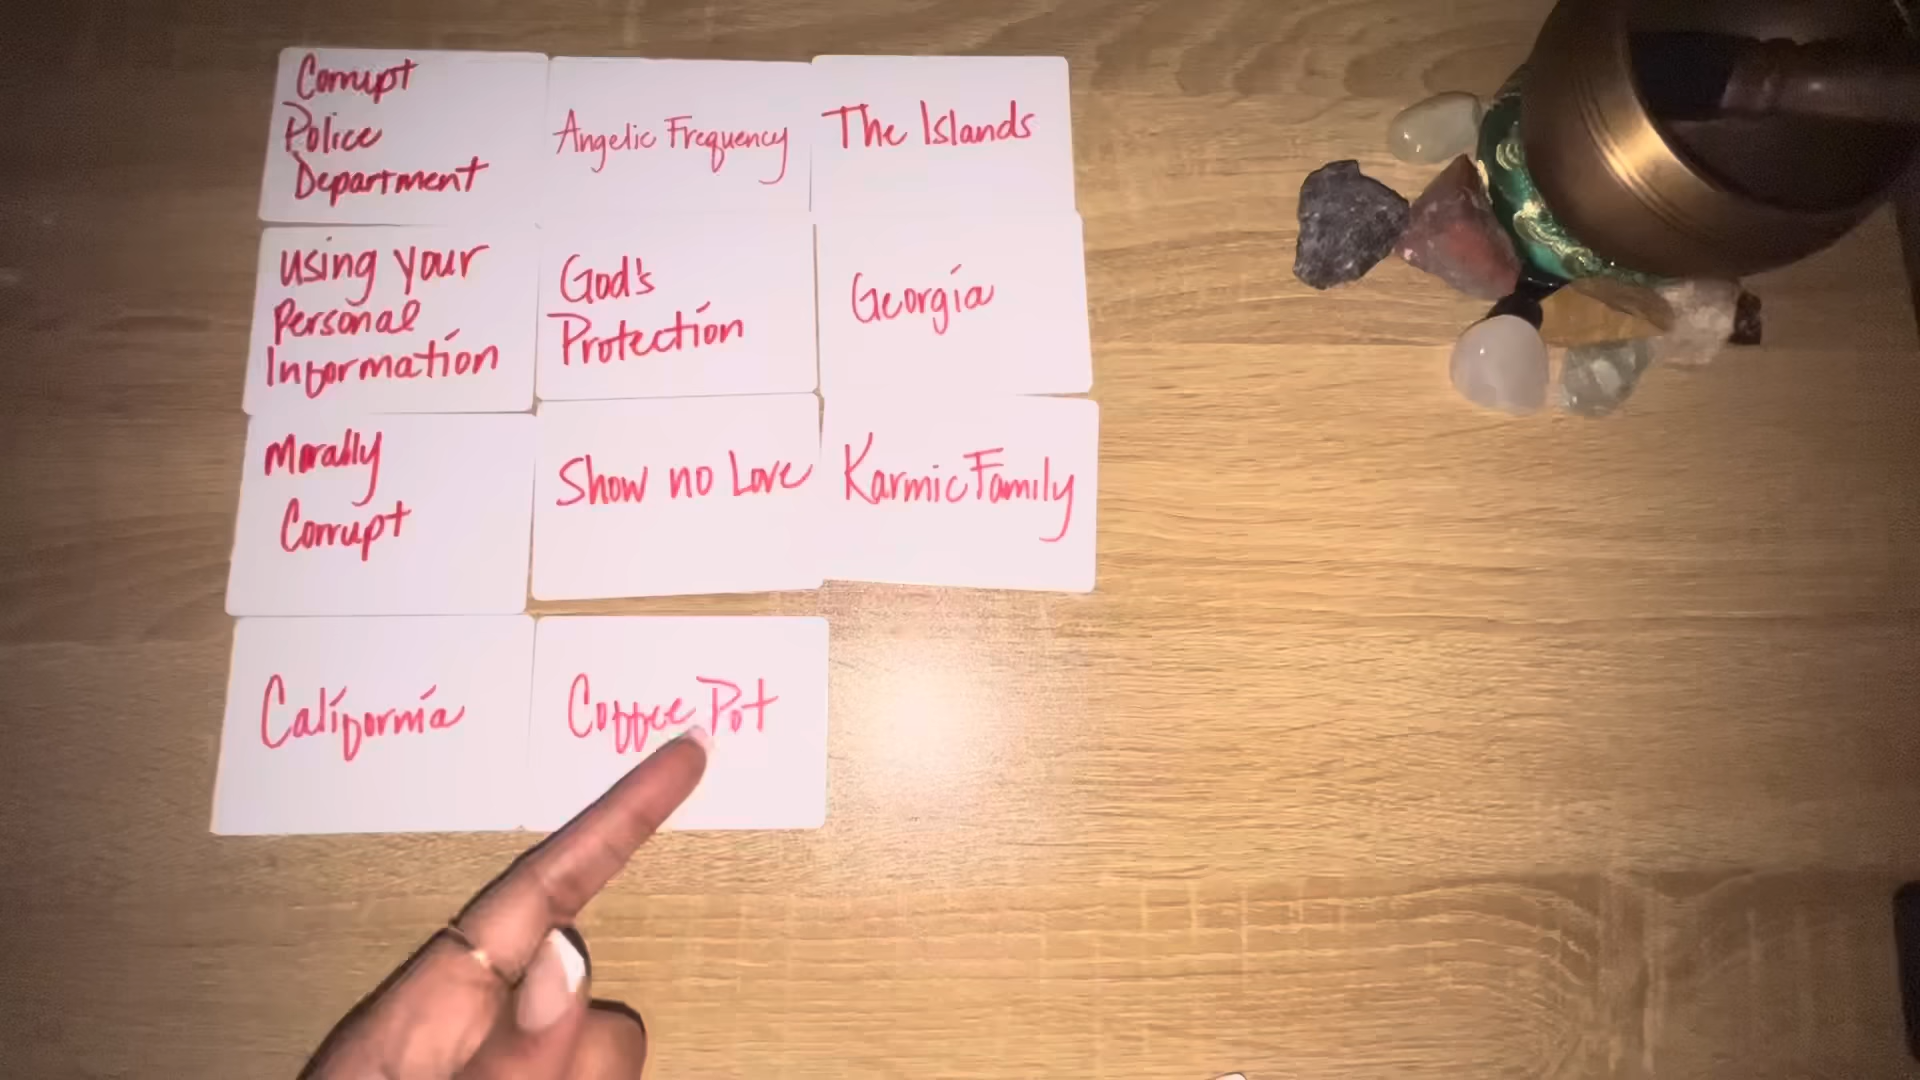 Corrupt
Police
Department
Angelic Frequency
The Islands
using your
Personal
Information
God's
Protection
Georgia
Morally
Corrupt
Show no Love
Karmic Family
California
Coffee Pot